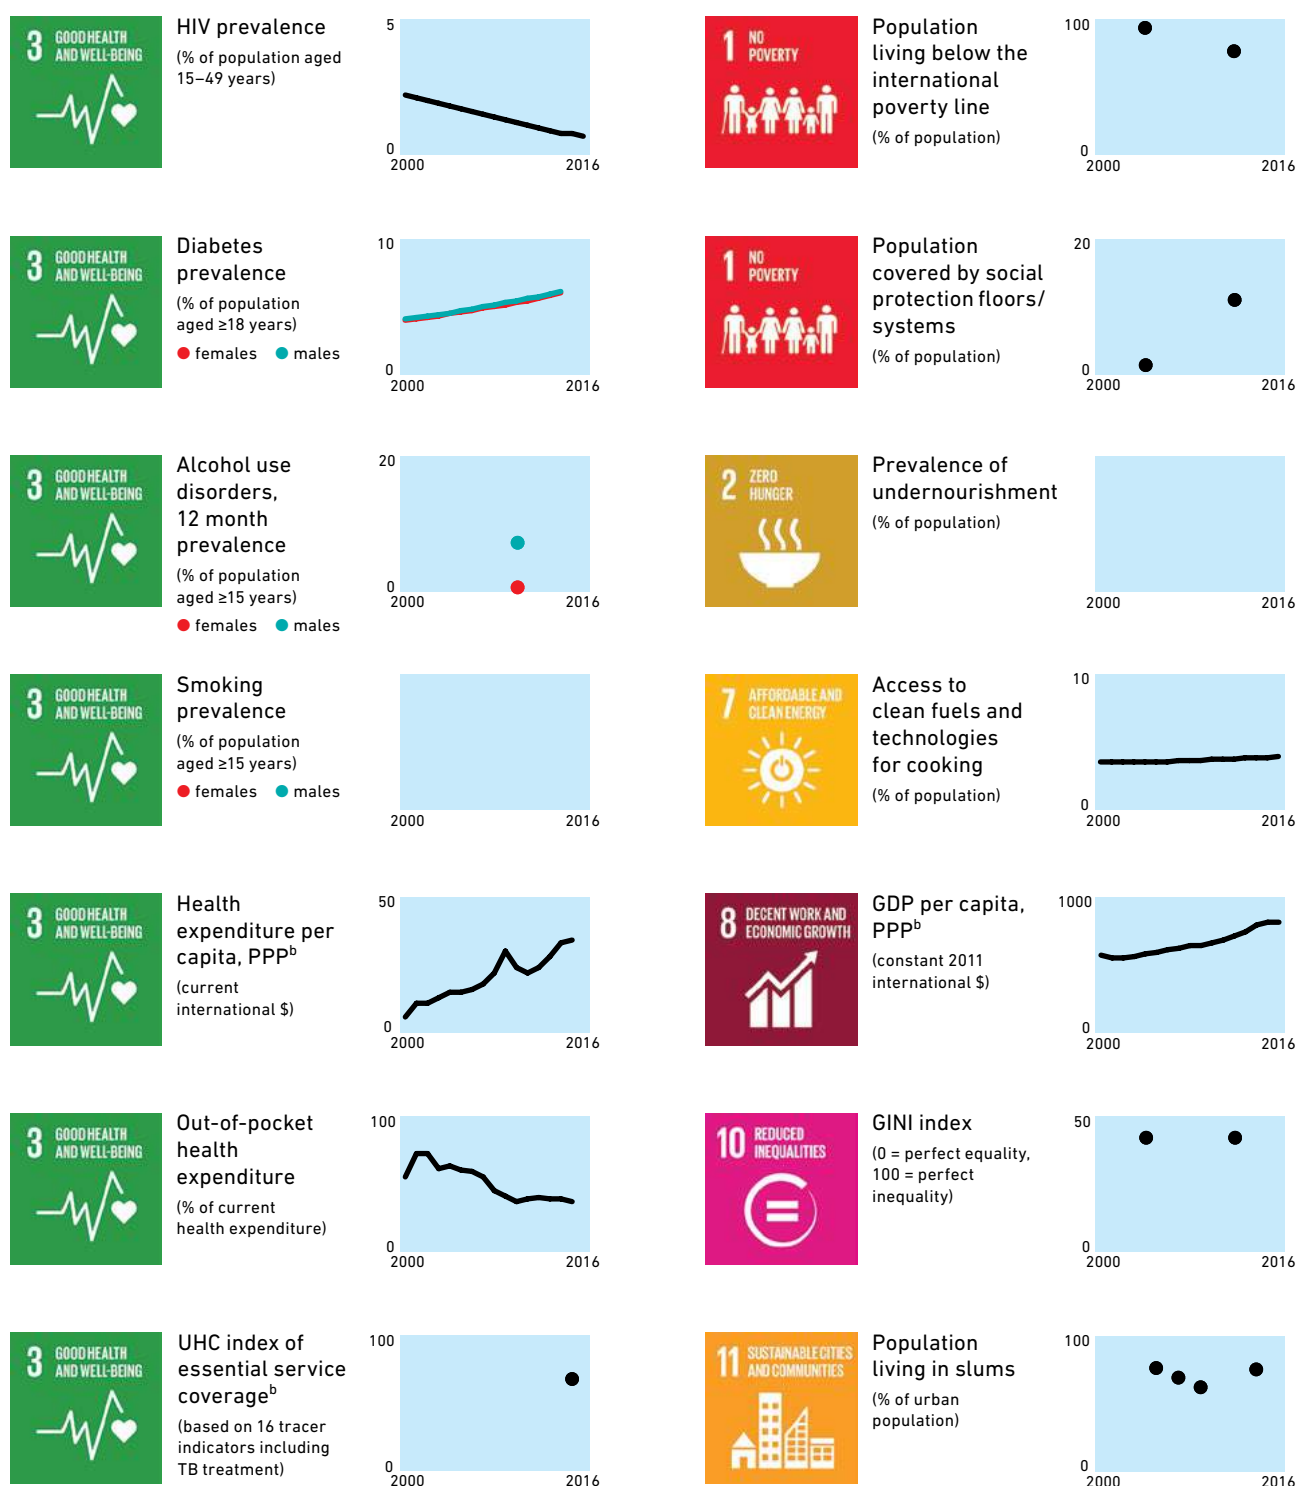 3 GOOD HEALTH
AND WELL-BEING
HIV prevalence
(% of population aged
15–49 years)
5
0
2000 2016
1 NO
POVERTY
Population
living below the
international
poverty line
(% of population)
100
0
2000 2016
3 GOOD HEALTH
AND WELL-BEING
Diabetes
prevalence
(% of population
aged ≥18 years)
females males
10
0
2000 2016
1 NO
POVERTY
Population
covered by social
protection floors/
systems
(% of population)
20
0
2000 2016
3 GOOD HEALTH
AND WELL-BEING
Alcohol use
disorders,
12 month
prevalence
(% of population
aged ≥15 years)
females males
20
0
2000 2016
2 ZERO
HUNGER
Prevalence of
undernourishment
(% of population)
2000 2016
3 GOOD HEALTH
AND WELL-BEING
Smoking
prevalence
(% of population
aged ≥15 years)
females males
2000 2016
7 AFFORDABLE AND
CLEAN ENERGY
Access to
clean fuels and
technologies
for cooking
(% of population)
10
0
2000 2016
3 GOOD HEALTH
AND WELL-BEING
Health
expenditure per
capita, PPPb
(current
international $)
50
0
2000 2016
8 DECENT WORK AND
ECONOMIC GROWTH
GDP per capita,
PPPb
(constant 2011
international $)
1000
0
2000 2016
3 GOOD HEALTH
AND WELL-BEING
Out-of-pocket
health
expenditure
(% of current
health expenditure)
100
0
2000 2016
10 REDUCED
INEQUALITIES
GINI index
(0 = perfect equality,
100 = perfect
inequality)
50
0
2000 2016
3 GOOD HEALTH
AND WELL-BEING
UHC index of
essential service
coverageb
(based on 16 tracer
indicators including
TB treatment)
100
0
2000 2016
11 SUSTAINABLE CITIES
AND COMMUNITIES
Population
living in slums
(% of urban
population)
100
0
2000 2016